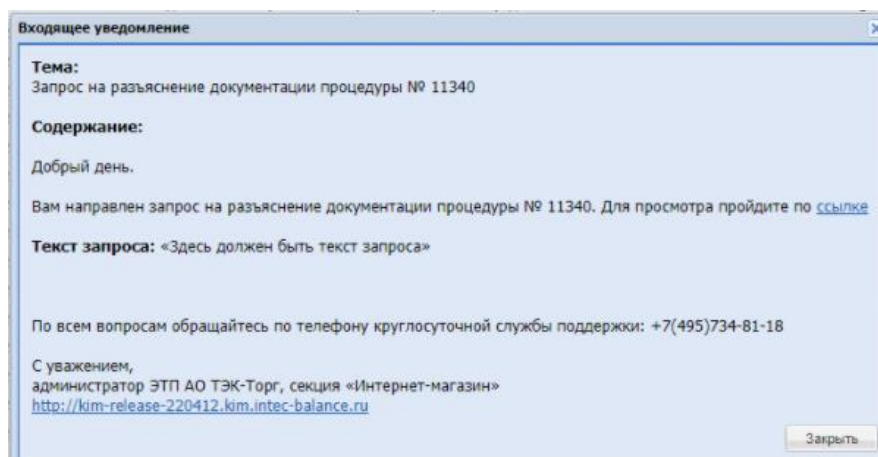 Входящее уведомление
Тема:
Запрос на разъяснение документации процедуры № 11340
Содержание:
Добрый день.
Вам направлен запрос на разъяснение документации процедуры № 11340. Для просмотра пройдите по ссылке
Текст запроса: «Здесь должен быть текст запроса»
По всем вопросам обращайтесь по телефону круглосуточной службы поддержки: +7(495)734-81-18
С уважением,
администратор ЭТП АО ТЭК-Торг, секция «Интернет-магазин»
http://kim-release-220412.kim.intec-balance.ru
Закрыть